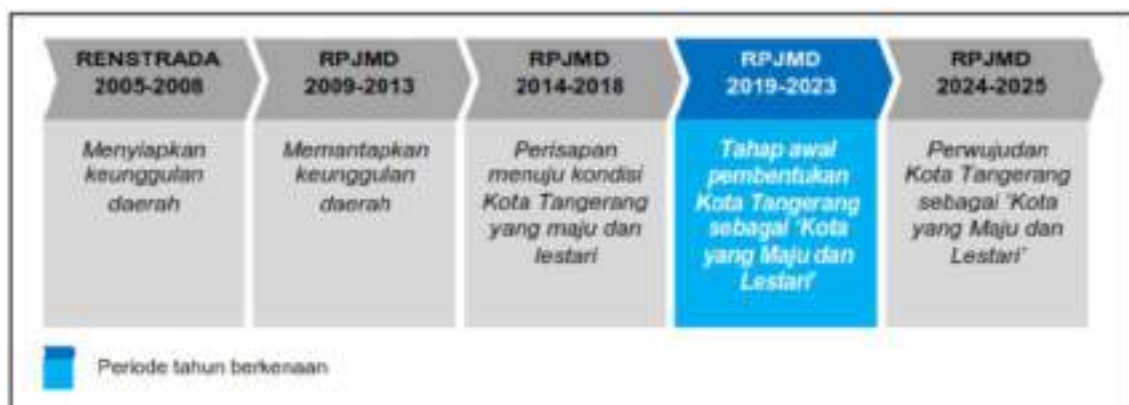 RENSTRADA
2005-2008
RPJMD
2009-2013
RPJMD
2014-2018
RPJMD
2019-2023
RPJMD
2024-2025
Menyiapkan
keunggulan
daerah
Memantapkan
keunggulan
daerah
Perisapan
menuju kondisi
Kota Tangerang
yang maju dan
lestari
Tahap awal
pembentukan
Kota Tangerang
sebagai 'Kota
yang Maju dan
Lestari'
Perwujudan
Kota Tangerang
sebagai 'Kota
yang Maju dan
Lestari'
Periode tahun berkenaan